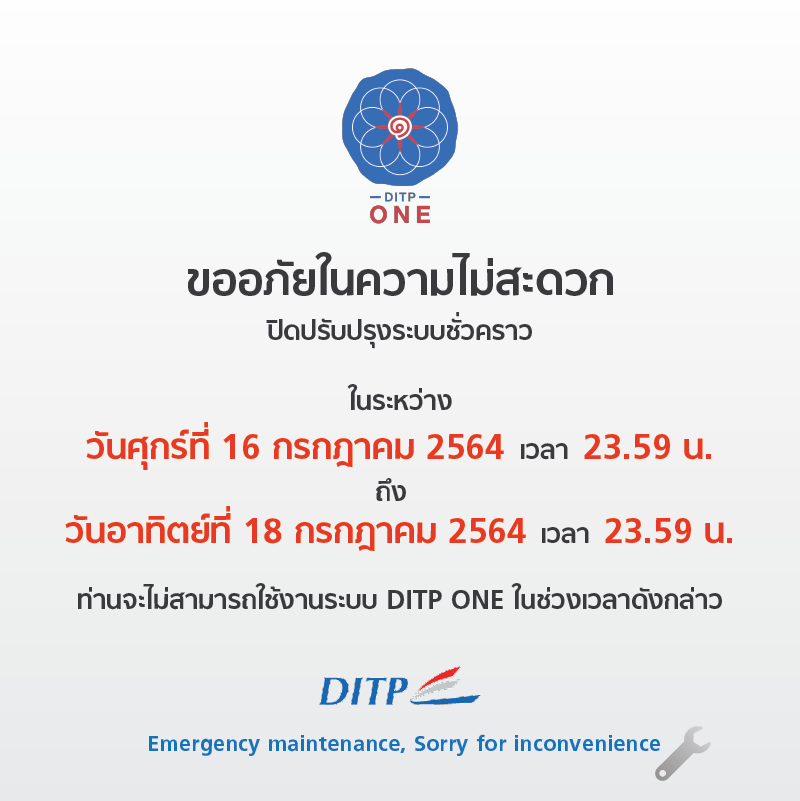 DITP
ONE
ขออภัยในความไม่สะดวก
ปิดปรับปรุงระบบชั่วคราว
ในระหว่าง
วันศุกร์ที่ 16 กรกฎาคม 2564 เวลา 23.59 น.
ถึง
วันอาทิตย์ที่ 18 กรกฎาคม 2564 เวลา 23.59 น.
ท่านจะไม่สามารถใช้งานระบบ DITP ONE ในช่วงเวลาดังกล่าว
DITP
Emergency maintenance, Sorry for inconvenience